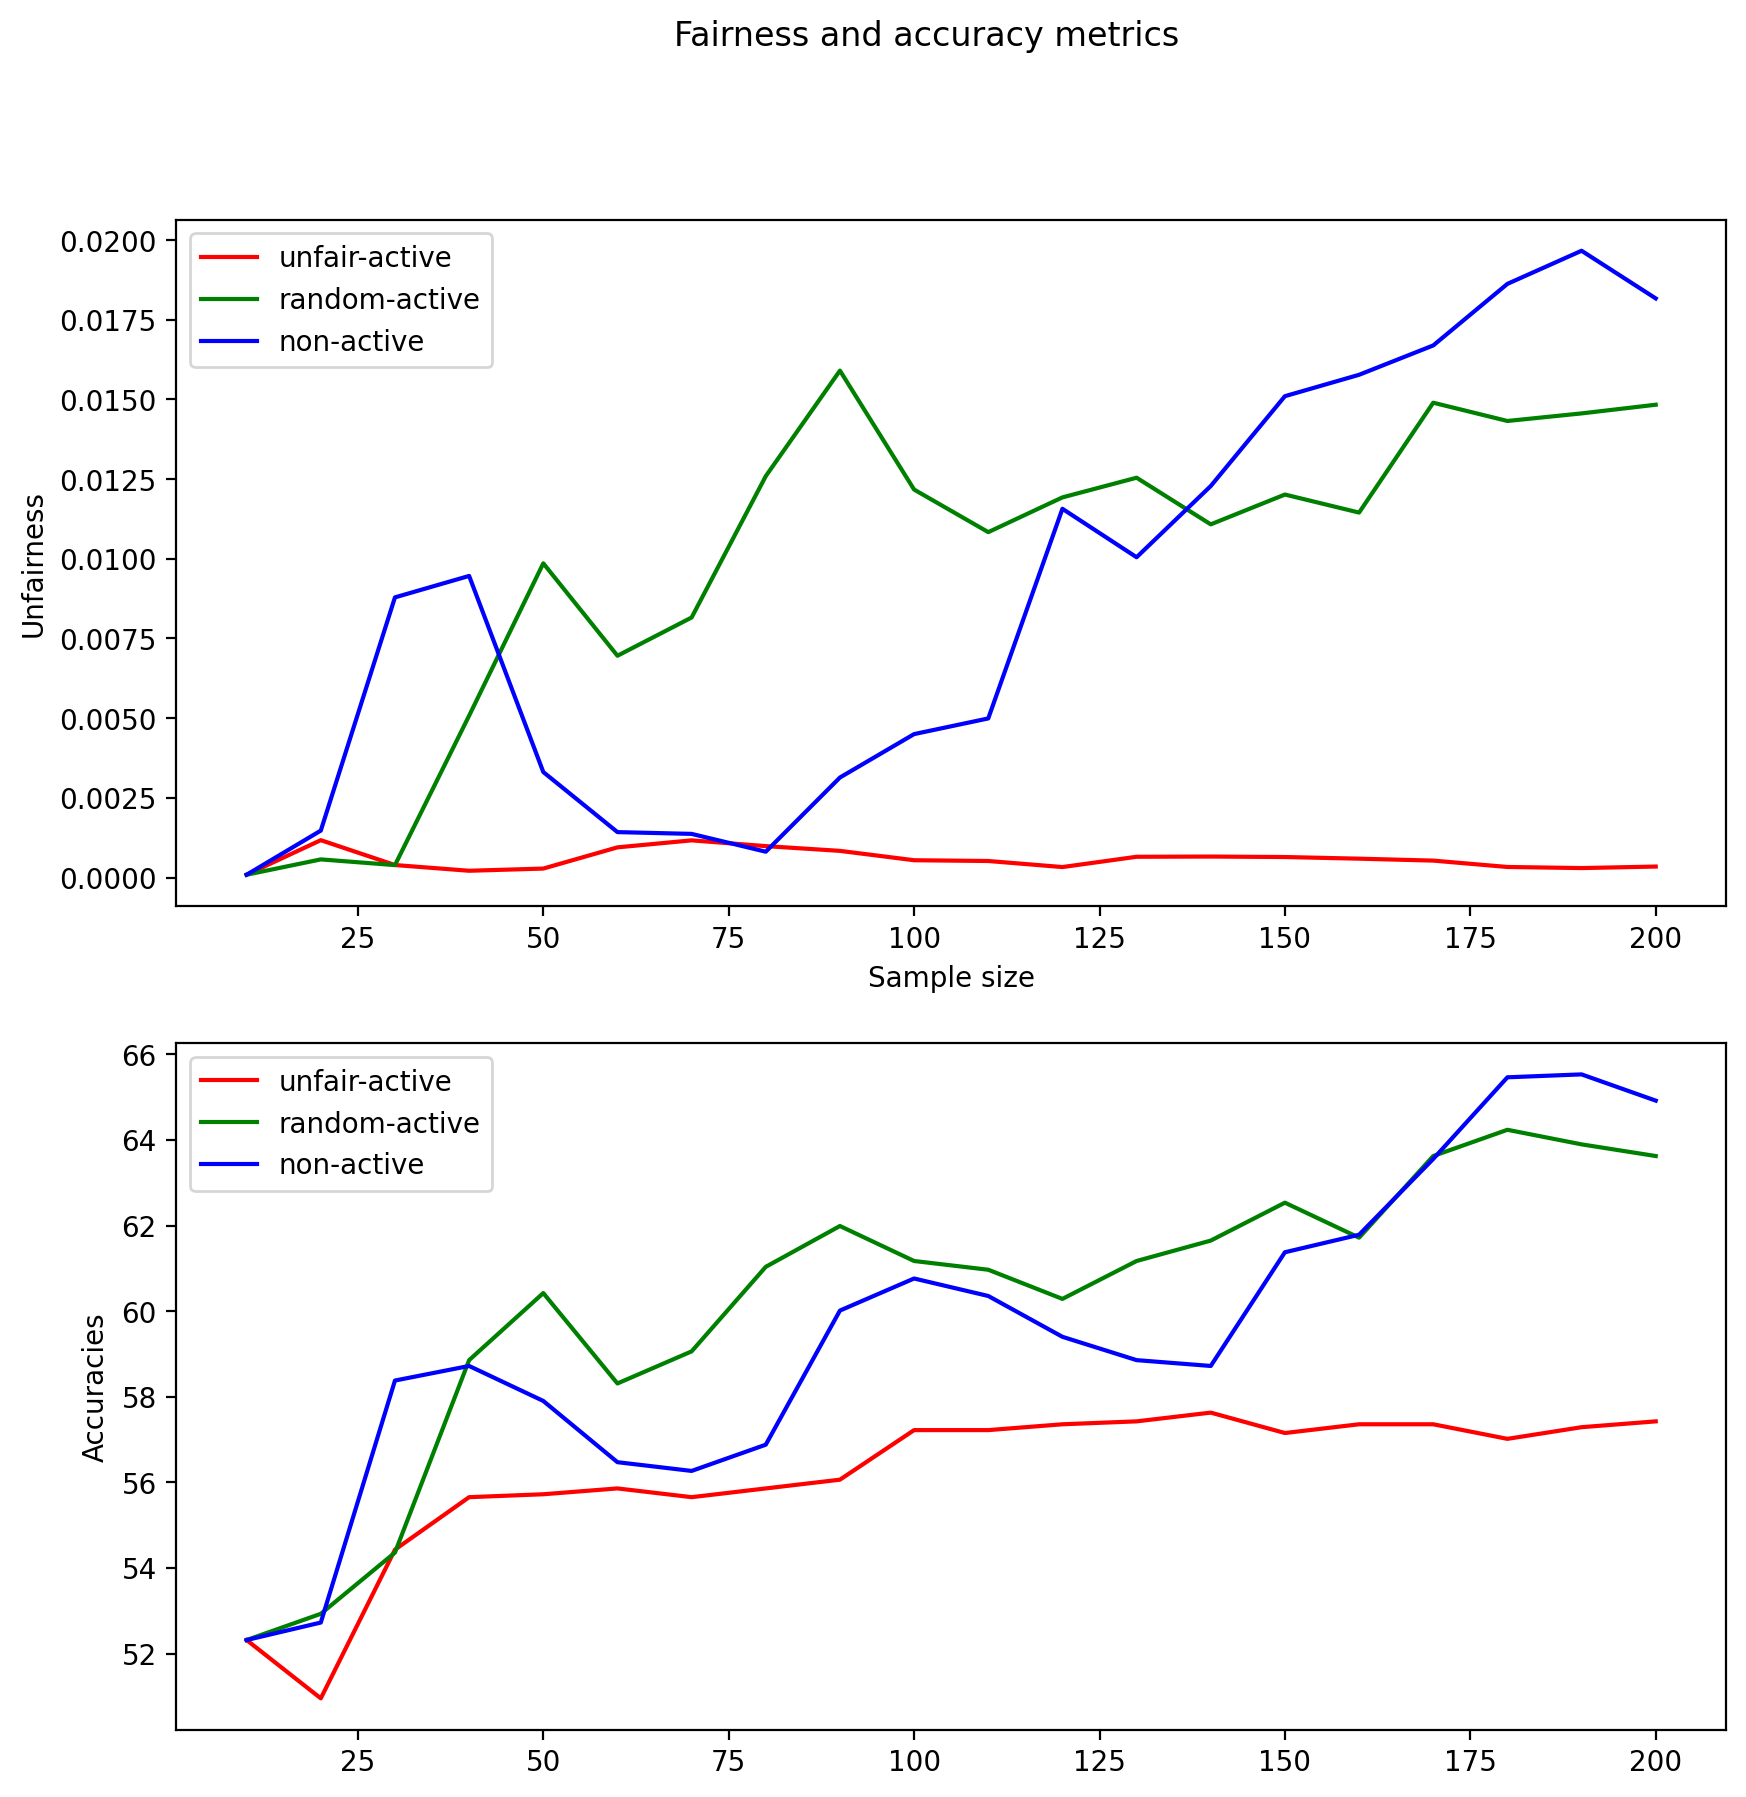 Fairness and accuracy metrics
0.0200
0.0175
0.0150
0.0125
0.0100
0.0075
0.0050
0.0025
0.0000
Unfairness
unfair-active
random-active
non-active
25 50 75 100 125 150 175 200
Sample size
66
64
62
60
58
56
54
52
Accuracies
unfair-active
random-active
non-active
25 50 75 100 125 150 175 200